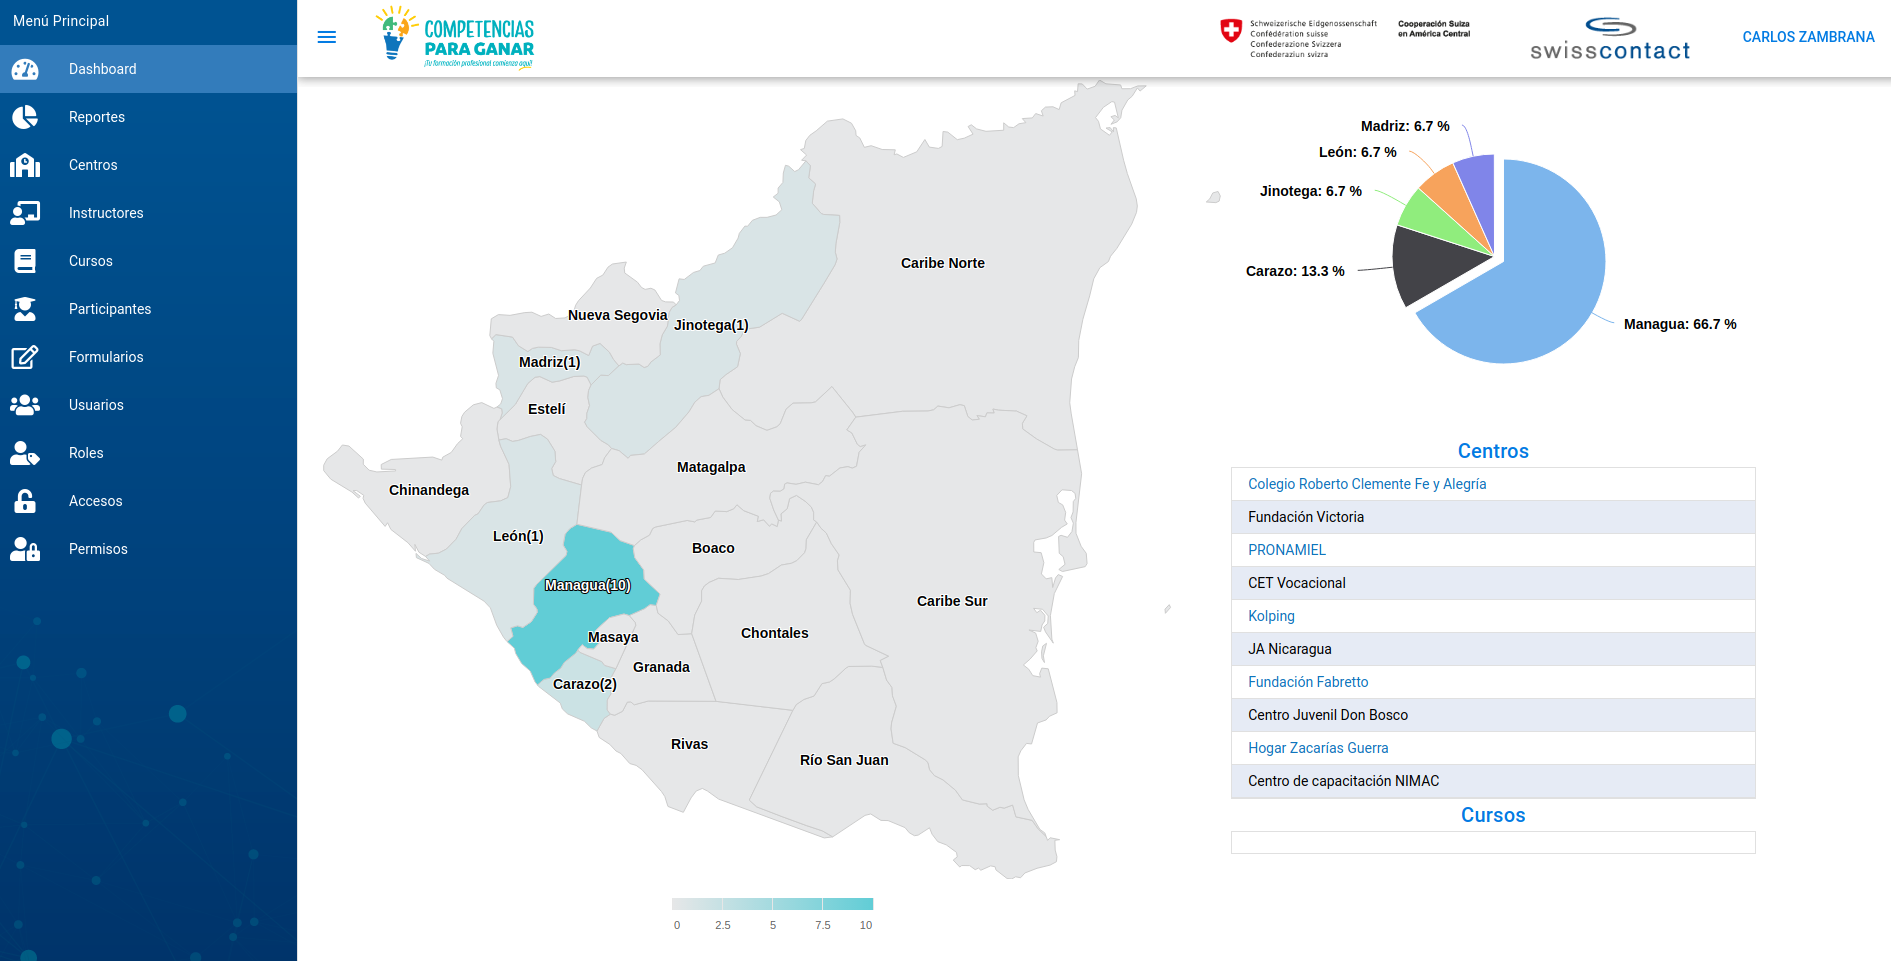 Menú Principal
Dashboard
Reportes
Centros
Instructores
Cursos
Participantes
Formularios
Usuarios
Roles
Accesos
Permisos
COMPETENCIAS
PARA GANAR
¡Tu formación profesional comienza aquí!
Schweizerische Eidgenossenschaft
Confédération suisse
Confederazione Svizzera
Confederaziun svizra
Cooperación Suiza
en América Central
swisscontact
CARLOS ZAMBRANA
Caribe Norte
Nueva Segovia
Jinotega(1)
Madriz(1)
Estelí
Matagalpa
Chinandega
León(1)
Boaco
Managua(10)
Caribe Sur
Masaya
Chontales
Granada
Carazo(2)
Rivas
Río San Juan
0
2.5
5
7.5
10
Madriz: 6.7 %
León: 6.7 %
Jinotega: 6.7 %
Carazo: 13.3 %
Managua: 66.7 %
Centros
Colegio Roberto Clemente Fe y Alegría
Fundación Victoria
PRONAMIEL
CET Vocacional
Kolping
JA Nicaragua
Fundación Fabretto
Centro Juvenil Don Bosco
Hogar Zacarías Guerra
Centro de capacitación NIMAC
Cursos